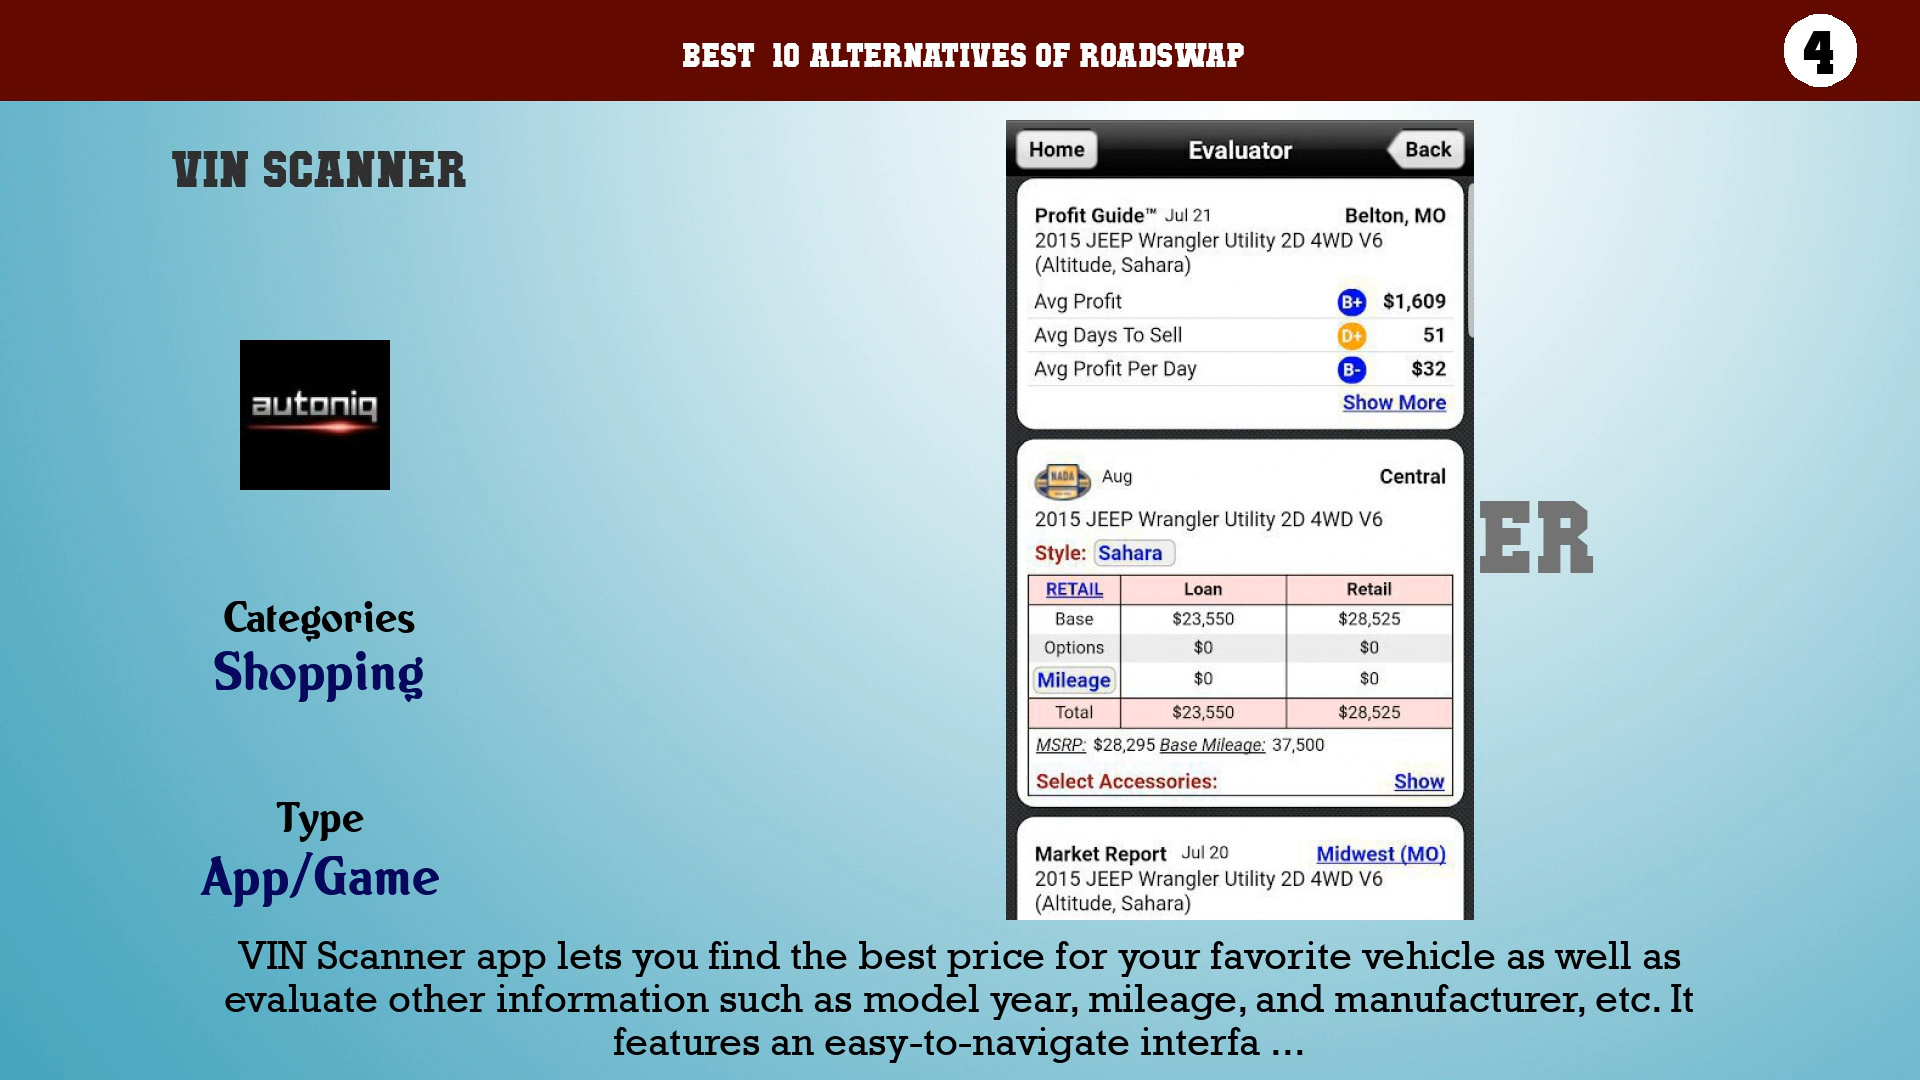 BEST 10 ALTERNATIVES OF ROADSWAP
4
VIN SCANNER
autoniq
Categories
Shopping
Type
App/Game
Home Evaluator Back
Profit Guide™ Jul 21 Belton, MO
2015 JEEP Wrangler Utility 2D 4WD V6
(Altitude, Sahara)
Avg Profit B+ $1,609
Avg Days To Sell D+ 51
Avg Profit Per Day B- $32
Show More
NADA Aug Central
2015 JEEP Wrangler Utility 2D 4WD V6
Style: Sahara
RETAIL Loan Retail
Base $23,550 $28,525
Options $0 $0
Mileage $0 $0
Total $23,550 $28,525
MSRP: $28,295 Base Mileage: 37,500
Select Accessories: Show
Market Report Jul 20 Midwest (MO)
2015 JEEP Wrangler Utility 2D 4WD V6
(Altitude, Sahara)
ER
VIN Scanner app lets you find the best price for your favorite vehicle as well as
evaluate other information such as model year, mileage, and manufacturer, etc. It
features an easy-to-navigate interfa ...